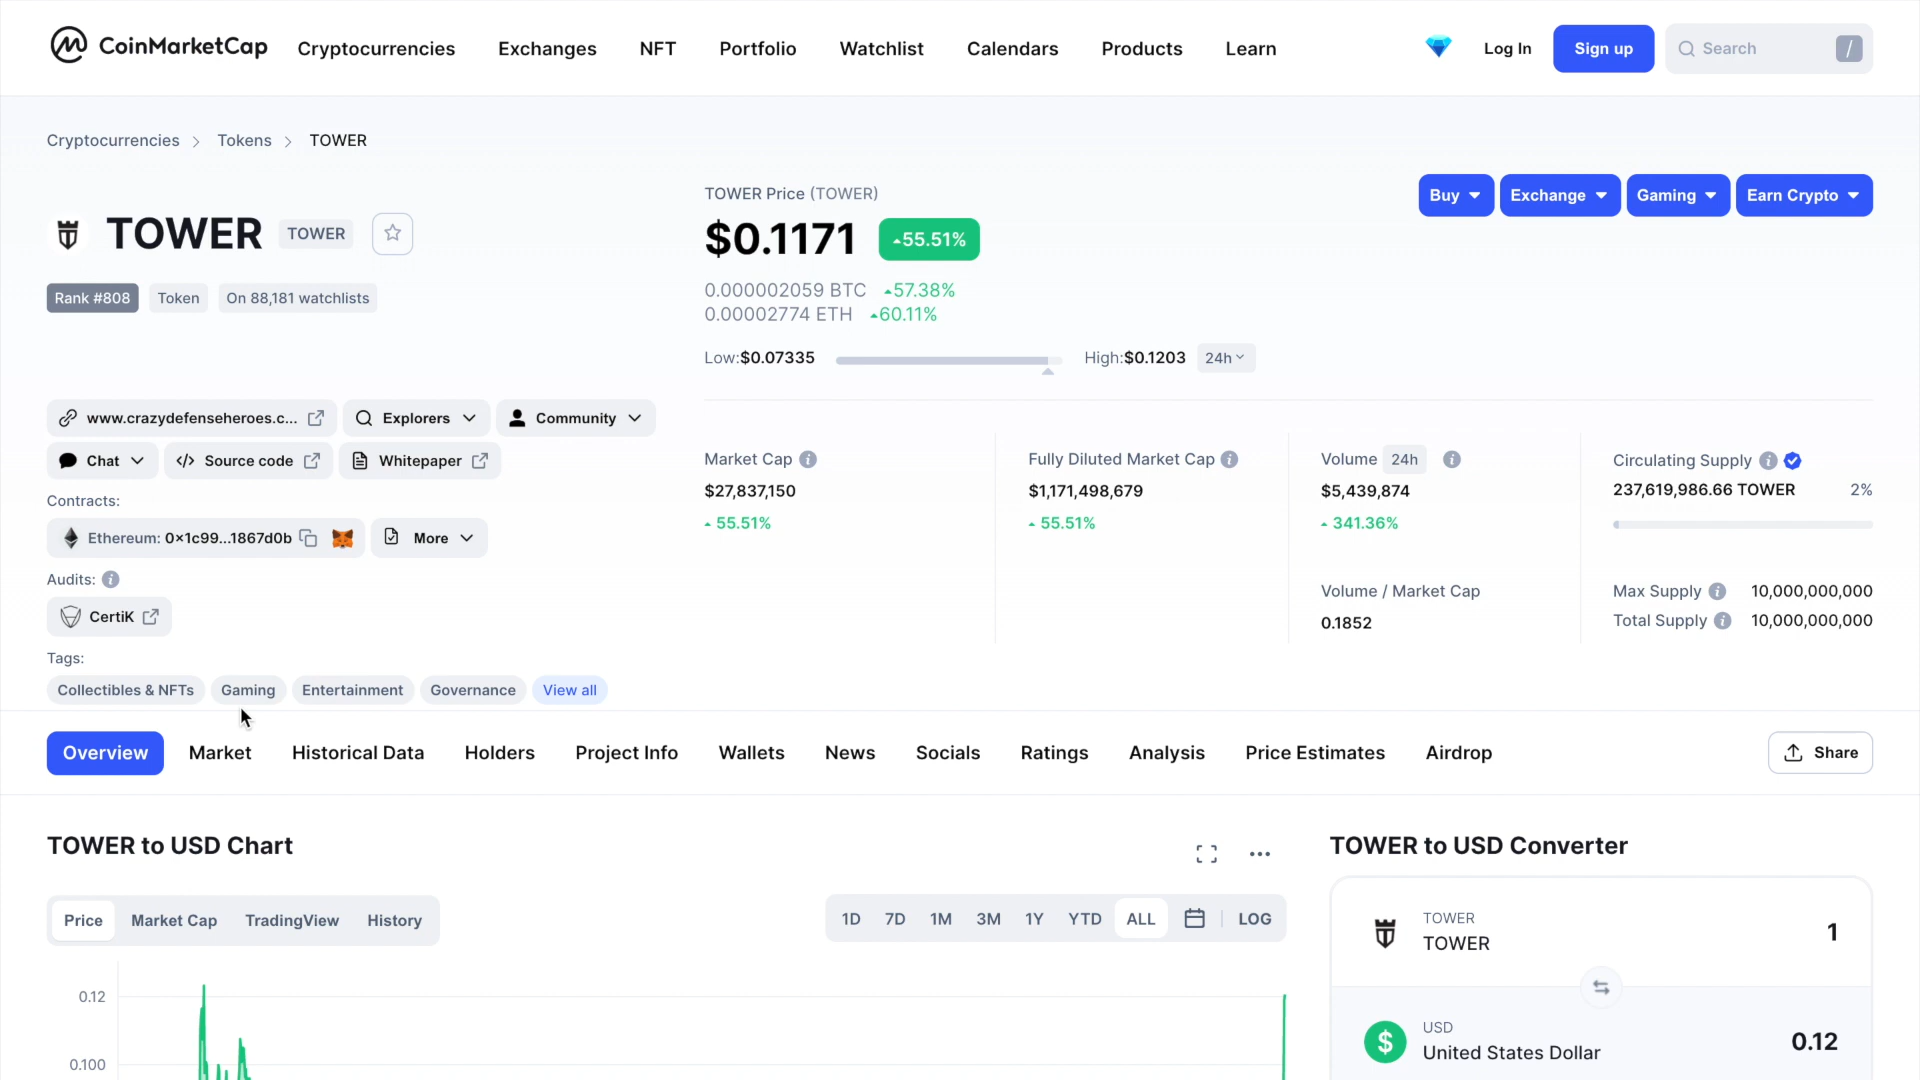 CoinMarketCap Cryptocurrencies Exchanges NFT Portfolio Watchlist Calendars Products Learn Log In Sign up Search /
Cryptocurrencies > Tokens > TOWER
TOWER TOWER
Rank #808 Token On 88,181 watchlists
TOWER Price (TOWER)
$0.1171 55.51%
0.000002059 BTC 57.38%
0.00002774 ETH 60.11%
Low:$0.07335 High:$0.1203 24h
Buy Exchange Gaming Earn Crypto
www.crazydefenseheroes.c... Explorers Community
Chat Source code Whitepaper
Contracts:
Ethereum: 0x1c99...1867d0b More
Audits:
CertiK
Tags:
Collectibles & NFTs Gaming Entertainment Governance View all
Market Cap
$27,837,150
55.51%
Fully Diluted Market Cap
$1,171,498,679
55.51%
Volume 24h
$5,439,874
341.36%
Volume / Market Cap
0.1852
Circulating Supply
237,619,986.66 TOWER 2%
Max Supply 10,000,000,000
Total Supply 10,000,000,000
Overview Market Historical Data Holders Project Info Wallets News Socials Ratings Analysis Price Estimates Airdrop Share
TOWER to USD Chart
Price Market Cap TradingView History
1D 7D 1M 3M 1Y YTD ALL LOG
0.12
0.100
TOWER to USD Converter
TOWER
TOWER 1
USD
United States Dollar 0.12